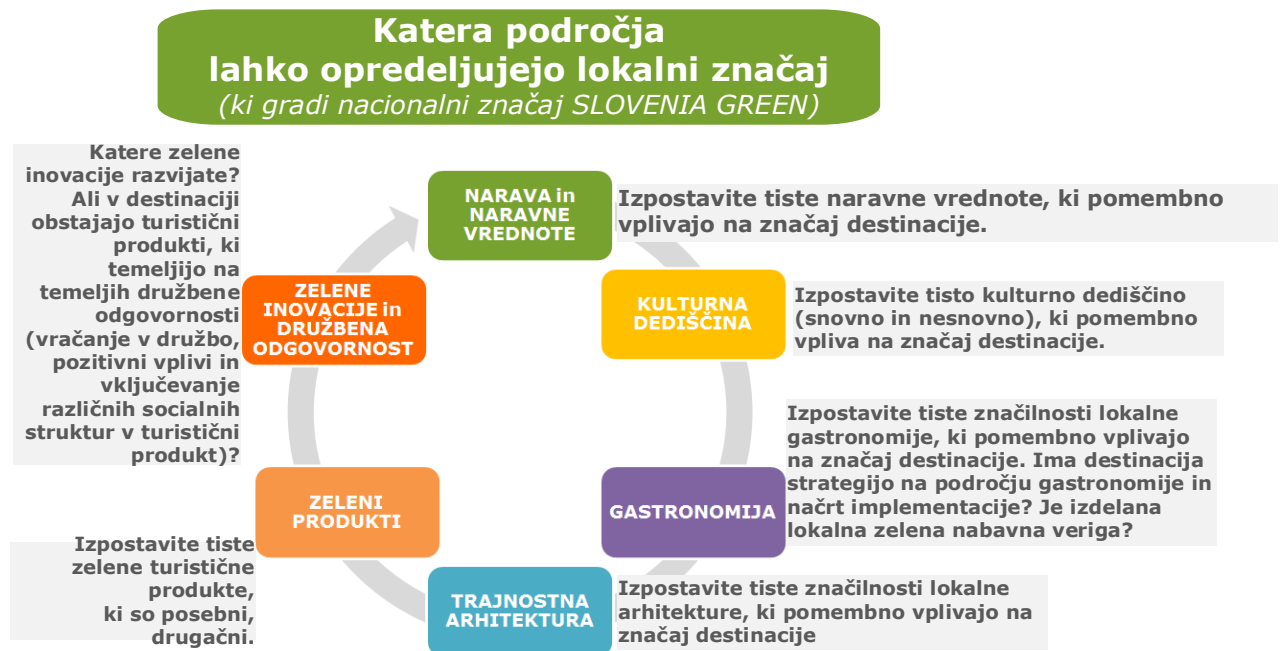 Katera področja
lahko opredeljujejo lokalni značaj
(ki gradi nacionalni značaj SLOVENIA GREEN)
NARAVA in
NARAVNE
VREDNOTE
Izpostavite tiste naravne vrednote, ki pomembno
vplivajo na značaj destinacije.
KULTURNA
DEDIŠČINA
Izpostavite tisto kulturno dediščino
(snovno in nesnovno), ki pomembno
vpliva na značaj destinacije.
GASTRONOMIJA
Izpostavite tiste značilnosti lokalne
gastronomije, ki pomembno vplivajo
na značaj destinacije. Ima destinacija
strategijo na področju gastronomije in
načrt implementacije? Je izdelana
lokalna zelena nabavna veriga?
TRAJNOSTNA
ARHITEKTURA
Izpostavite tiste značilnosti lokalne
arhitekture, ki pomembno vplivajo na
značaj destinacije
ZELENI
PRODUKTI
Izpostavite tiste
zelene turistične
produkte,
ki so posebni,
drugačni.
ZELENE
INOVACIJE in
DRUŽBENA
ODGOVORNOST
Katere zelene
inovacije razvijate?
Ali v destinaciji
obstajajo turistični
produkti, ki
temeljijo na
temeljih družbene
odgovornosti
(vračanje v družbo,
pozitivni vplivi in
vključevanje
različnih socialnih
struktur v turistični
produkt)?